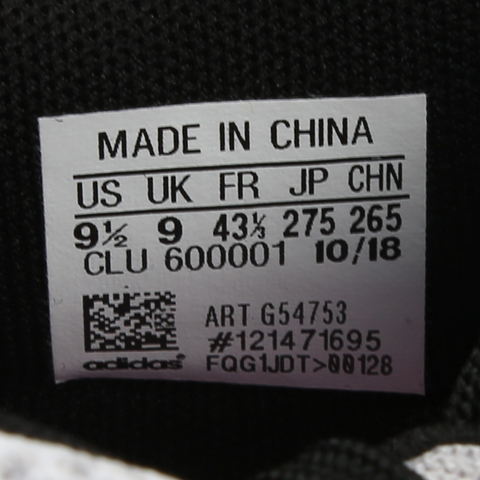 MADE IN CHINA
US UK FR JP CHN
9½ 9 43⅓ 275 265
CLU 600001 10/18
ART G54753
#121471695
adidas FQG1JDT>00128